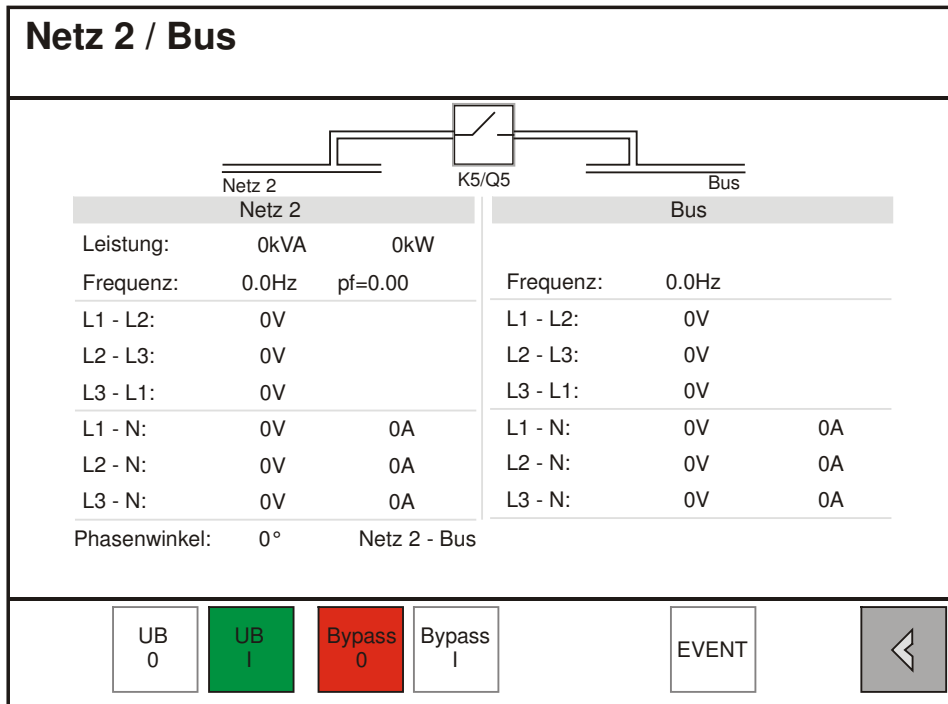 Netz 2 / Bus
K5/Q5
Netz 2 Bus
Netz 2 Bus
Leistung: 0kVA 0kW
Frequenz: 0.0Hz pf=0.00 Frequenz: 0.0Hz
L1 - L2: 0V L1 - L2: 0V
L2 - L3: 0V L2 - L3: 0V
L3 - L1: 0V L3 - L1: 0V
L1 - N: 0V 0A L1 - N: 0V 0A
L2 - N: 0V 0A L2 - N: 0V 0A
L3 - N: 0V 0A L3 - N: 0V 0A
Phasenwinkel: 0° Netz 2 - Bus
UB UB Bypass Bypass EVENT
0 I 0 I